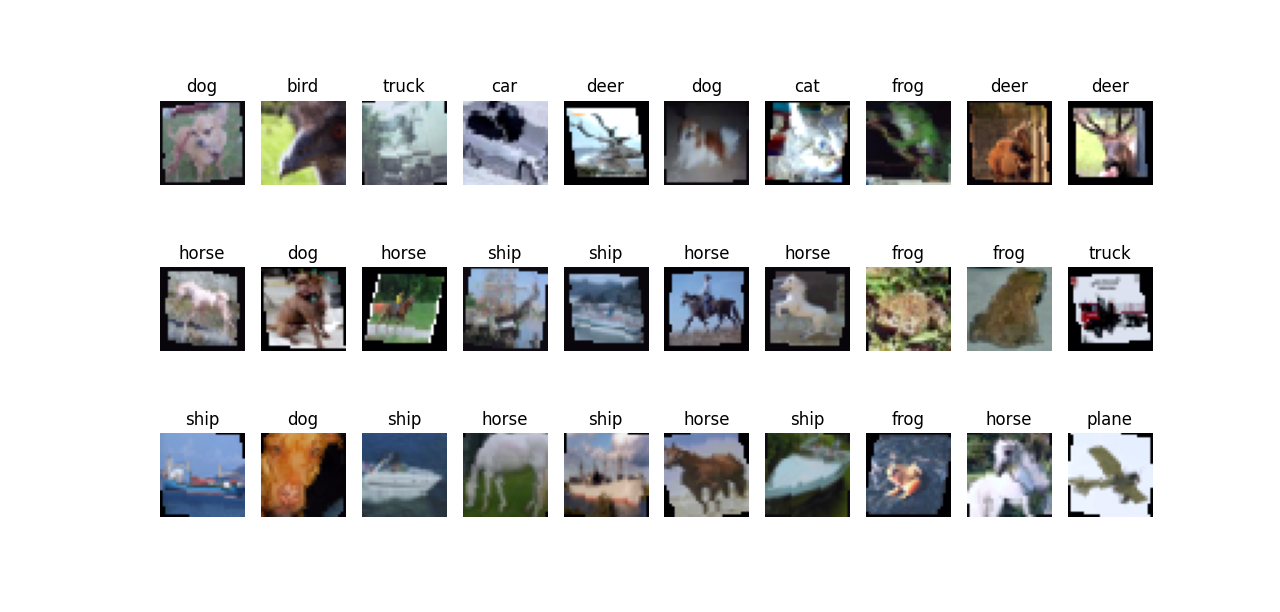 dog bird truck car deer dog cat frog deer deer
horse dog horse ship ship horse horse frog frog truck
ship dog ship horse ship horse ship frog horse plane